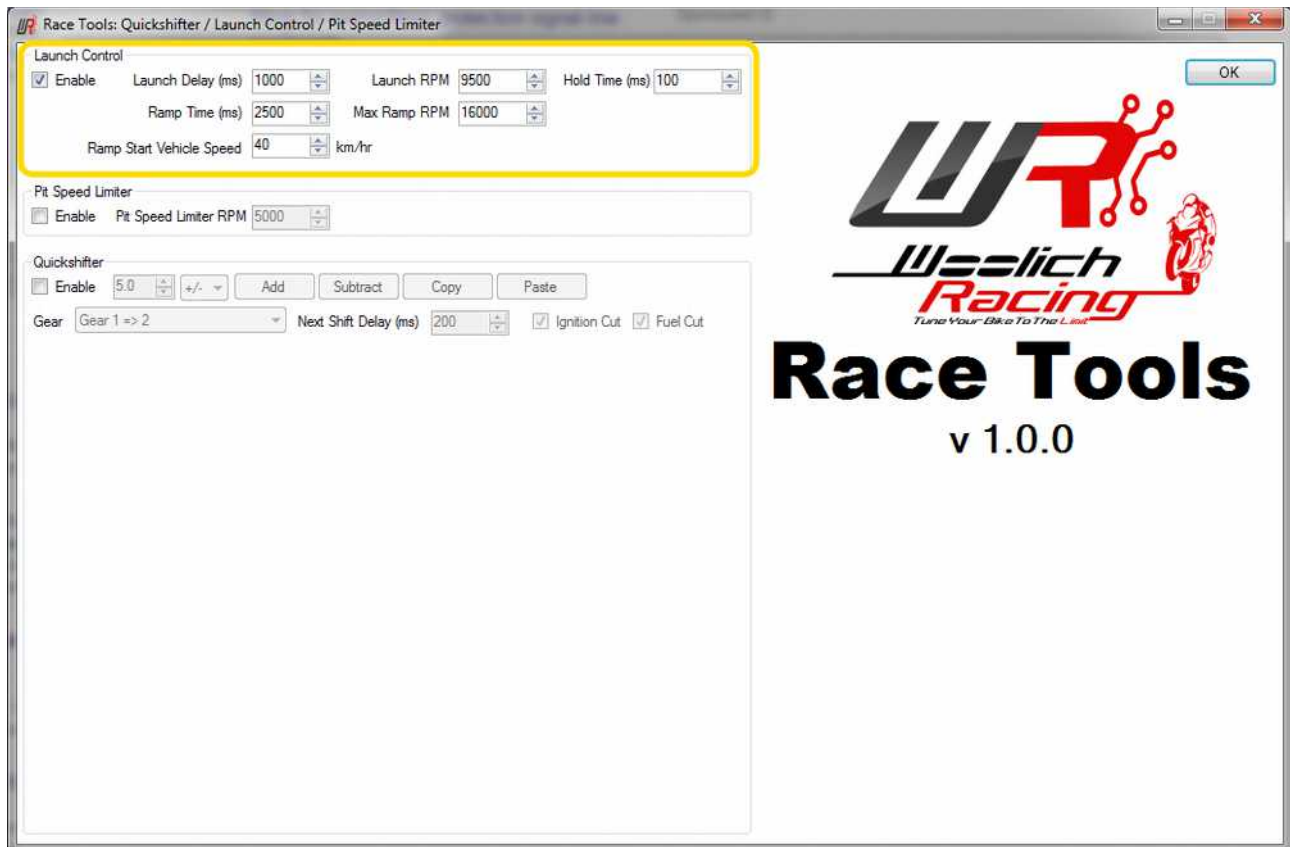 Race Tools: Quickshifter / Launch Control / Pit Speed Limiter
Launch Control
Enable Launch Delay (ms) 1000 Launch RPM 9500 Hold Time (ms) 100
OK
Ramp Time (ms) 2500 Max Ramp RPM 16000
Ramp Start Vehicle Speed 40 km/hr
Pit Speed Limiter
Enable Pit Speed Limiter RPM 5000
Quickshifter
Enable 5.0 +/- Add Subtract Copy Paste
Gear Gear 1 => 2 Next Shift Delay (ms) 200 Ignition Cut Fuel Cut
WR
Woolich
Racing
Tune Your Bike To The Limit
Race Tools
v 1.0.0